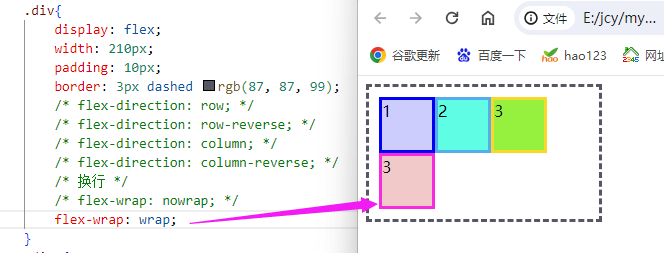 .div{
display: flex;
width: 210px;
padding: 10px;
border: 3px dashed rgb(87, 87, 99);
/* flex-direction: row; */
/* flex-direction: row-reverse; */
/* flex-direction: column; */
/* flex-direction: column-reverse; */
/* 换行 */
/* flex-wrap: nowrap; */
flex-wrap: wrap;
}
文件 E:/jcy/my...
谷歌更新 百度一下 hao hao123 2345 网址
1 2 3
3